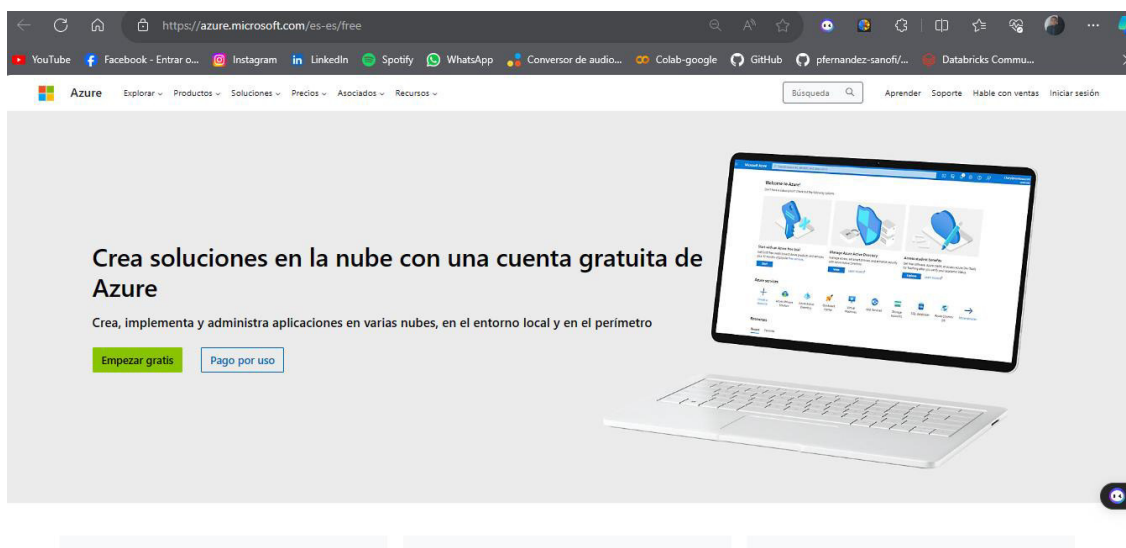 https://azure.microsoft.com/es-es/free
YouTube Facebook - Entrar o... Instagram LinkedIn Spotify WhatsApp Conversor de audio... Colab-google GitHub pfernandez-sanofi/... Databricks Commu...
Azure Explorar Productos Soluciones Precios Asociados Recursos Búsqueda Aprender Soporte Hable con ventas Iniciar sesión
Microsoft Azure
Welcome to Azure!
Crea soluciones en la nube con una cuenta gratuita de
Azure
Crea, implementa y administra aplicaciones en varias nubes, en el entorno local y en el perímetro
Empezar gratis Pago por uso